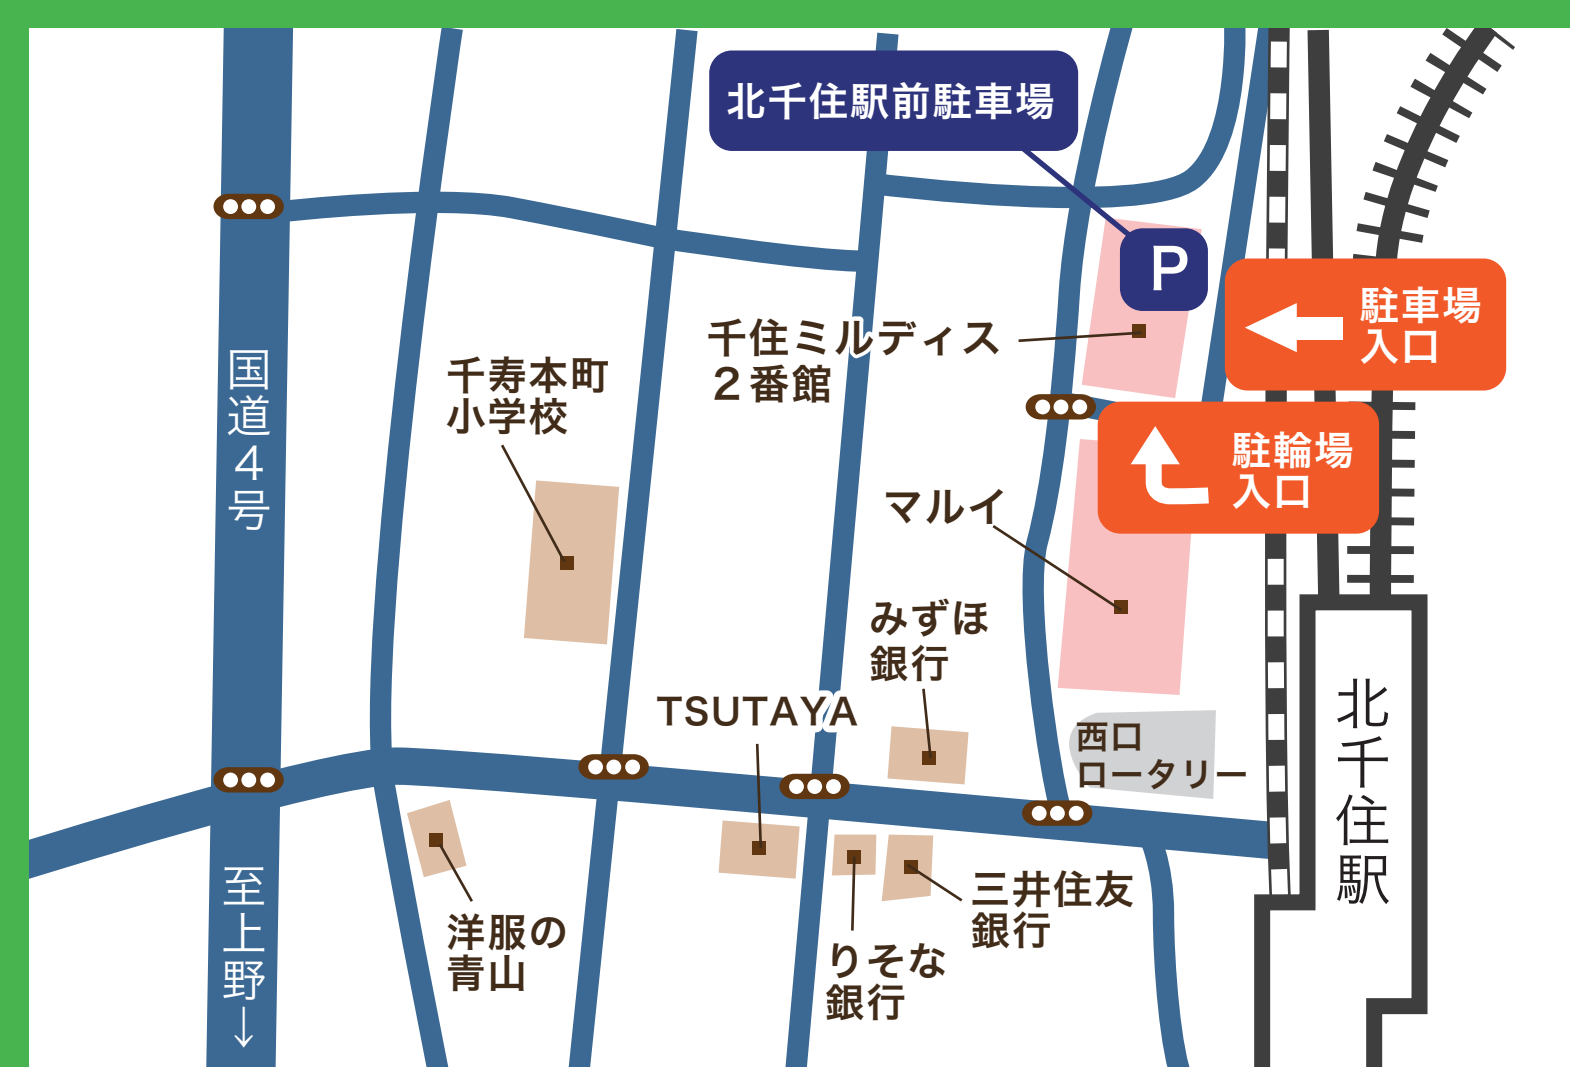 北千住駅前駐車場
P
駐車場
入口
千住ミルディス
２番館
千寿本町
小学校
国道４号
駐輪場
入口
マルイ
みずほ
銀行
TSUTAYA
西口
ロータリー
北千住駅
至上野→
洋服の
青山
三井住友
銀行
りそな
銀行